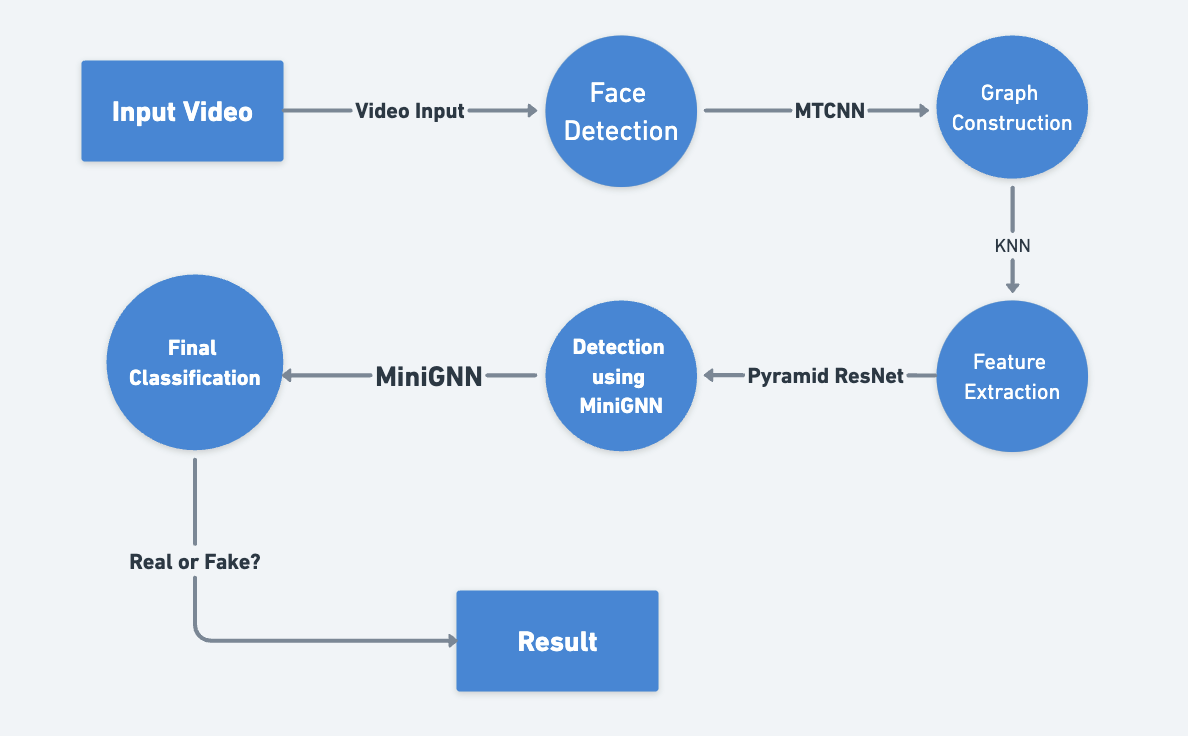 Input Video
Video Input
Face
Detection
MTCNN
Graph
Construction
KNN
Feature
Extraction
Pyramid ResNet
Detection
using
MiniGNN
MiniGNN
Final
Classification
Real or Fake?
Result